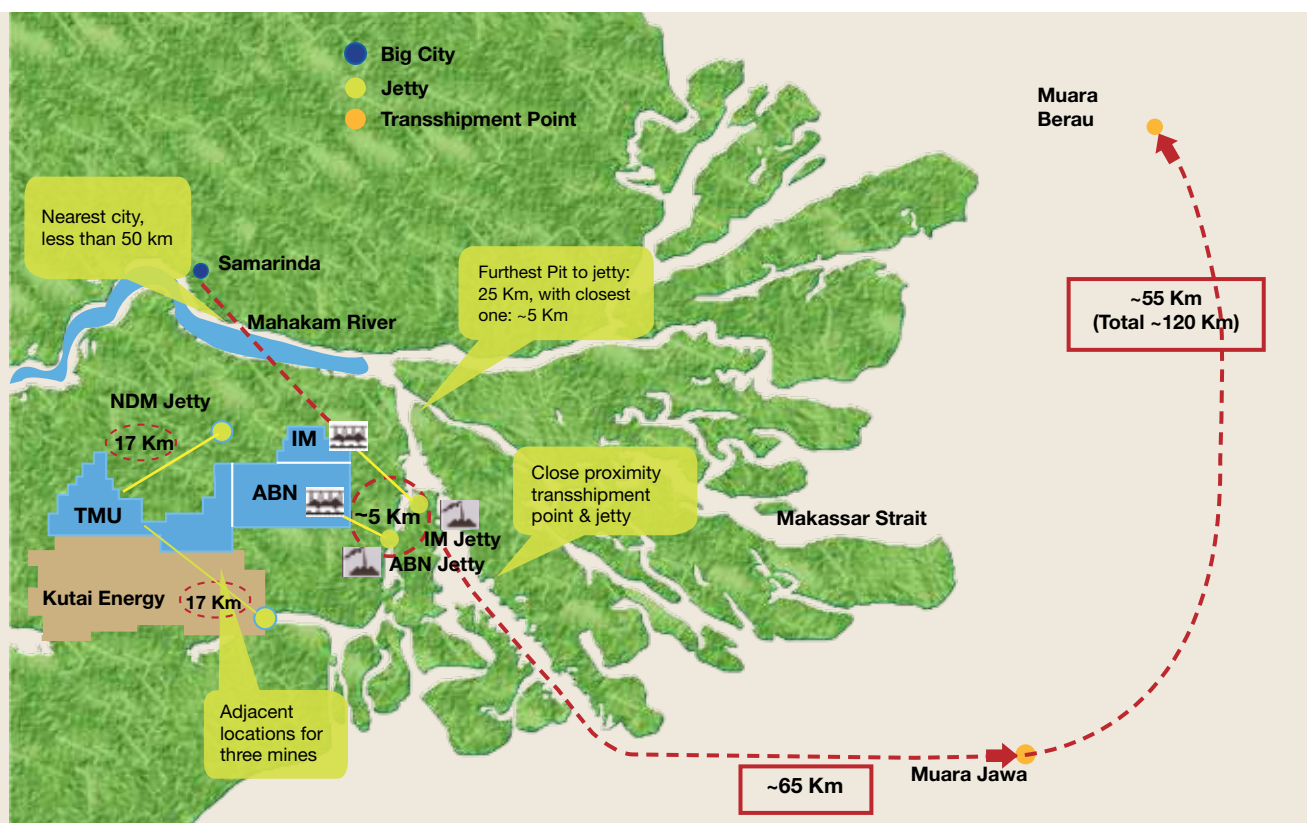 Big City
Jetty
Transshipment Point
Muara
Berau
Nearest city,
less than 50 km
Samarinda
Furthest Pit to jetty:
25 Km, with closest
one: ~5 Km
~55 Km
(Total ~120 Km)
Mahakam River
NDM Jetty
17 Km
IM
ABN
TMU
~5 Km
Close proximity
transshipment
point & jetty
Makassar Strait
IM Jetty
ABN Jetty
Kutai Energy
17 Km
Adjacent
locations for
three mines
Muara Jawa
~65 Km